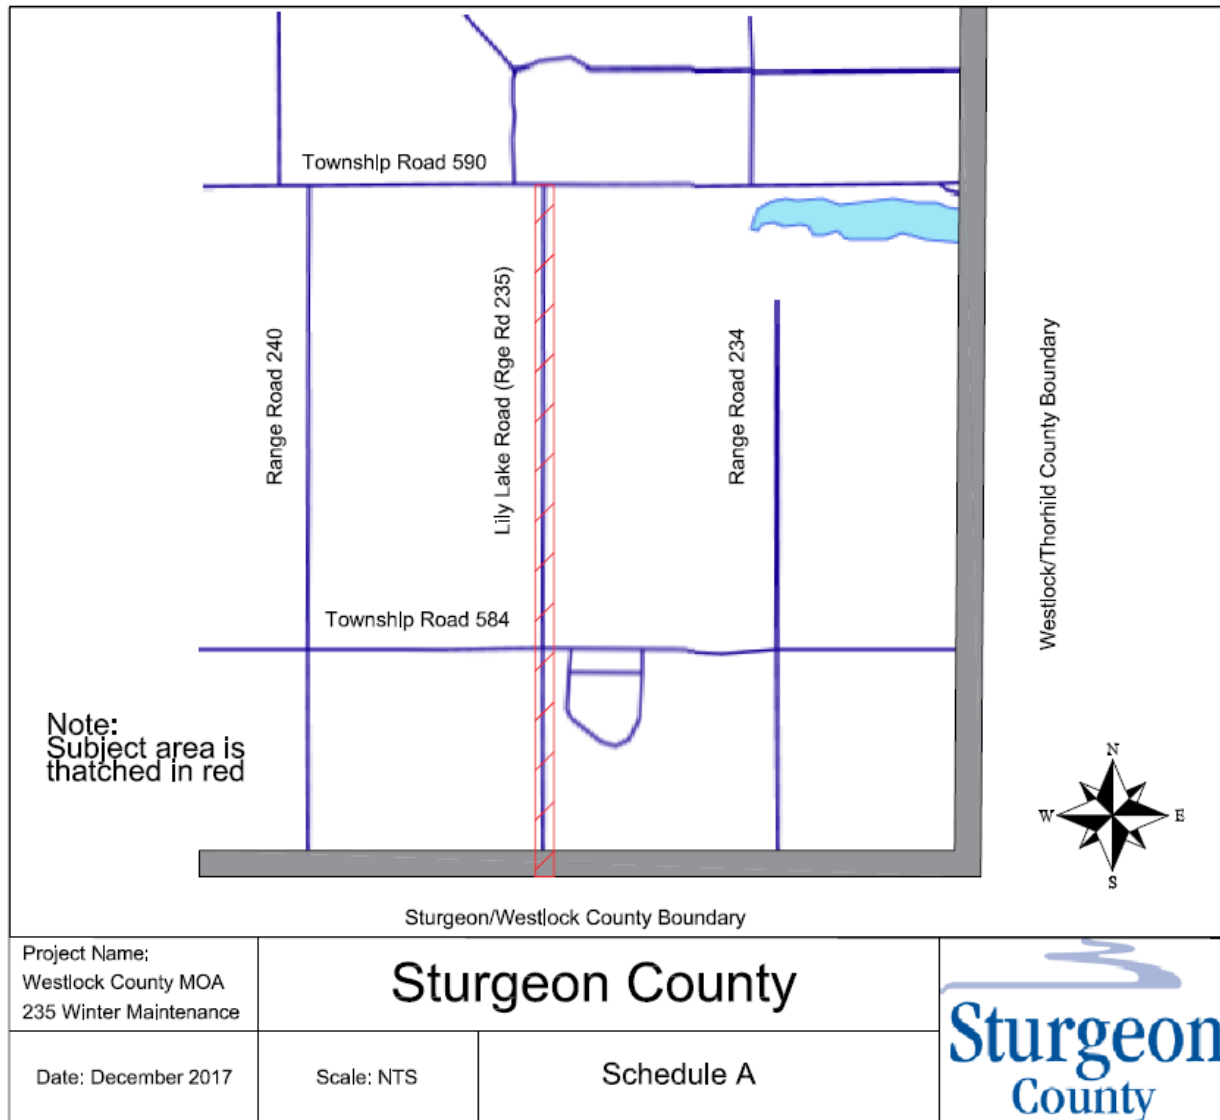 Township Road 590
Range Road 240
Lily Lake Road (Rge Rd 235)
Range Road 234
Westlock/Thorhild County Boundary
Township Road 584
Note:
Subject area is
thatched in red
N
W
E
S
Sturgeon/Westlock County Boundary
Project Name:
Westlock County MOA
235 Winter Maintenance
Sturgeon County
Date: December 2017
Scale: NTS
Schedule A
Sturgeon
County